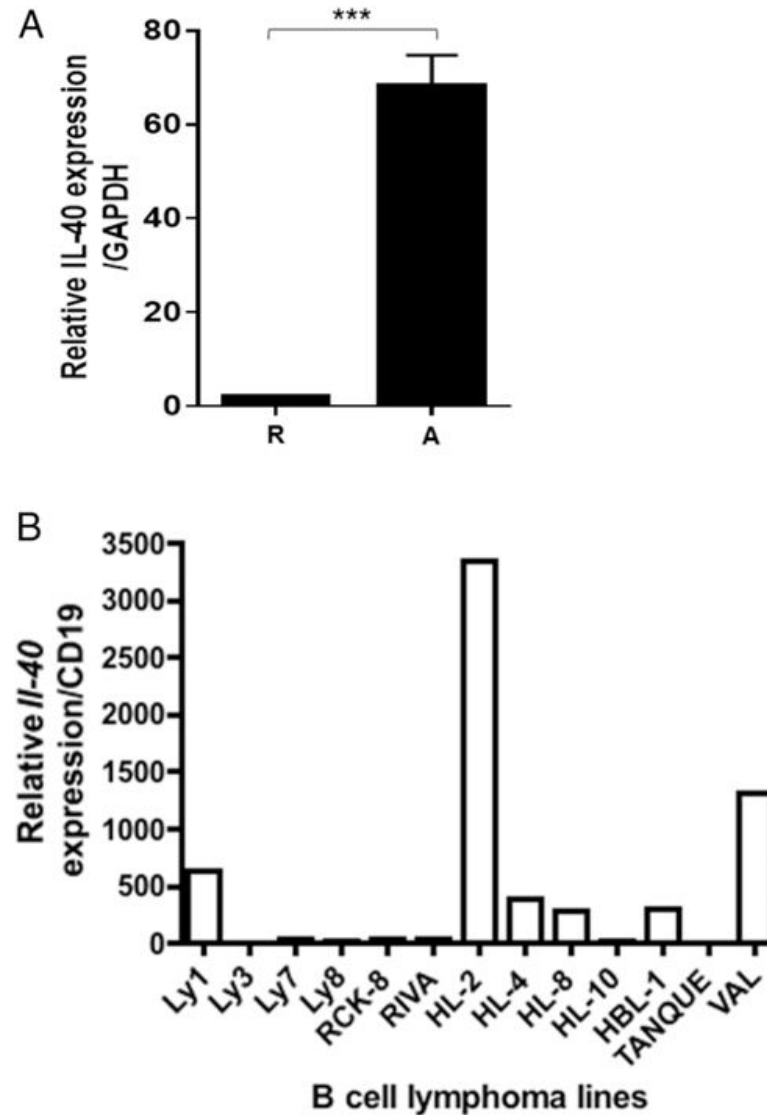 A
***
Relative IL-40 expression
/GAPDH
80
60
40
20
0
R
A
B
Relative Il-40
expression/CD19
3500
3000
2500
2000
1500
1000
500
0
Ly1
Ly3
Ly7
Ly8
RCK-8
RIVA
HL-2
HL-4
HL-8
HL-10
HBL-1
TANQUE
VAL
B cell lymphoma lines